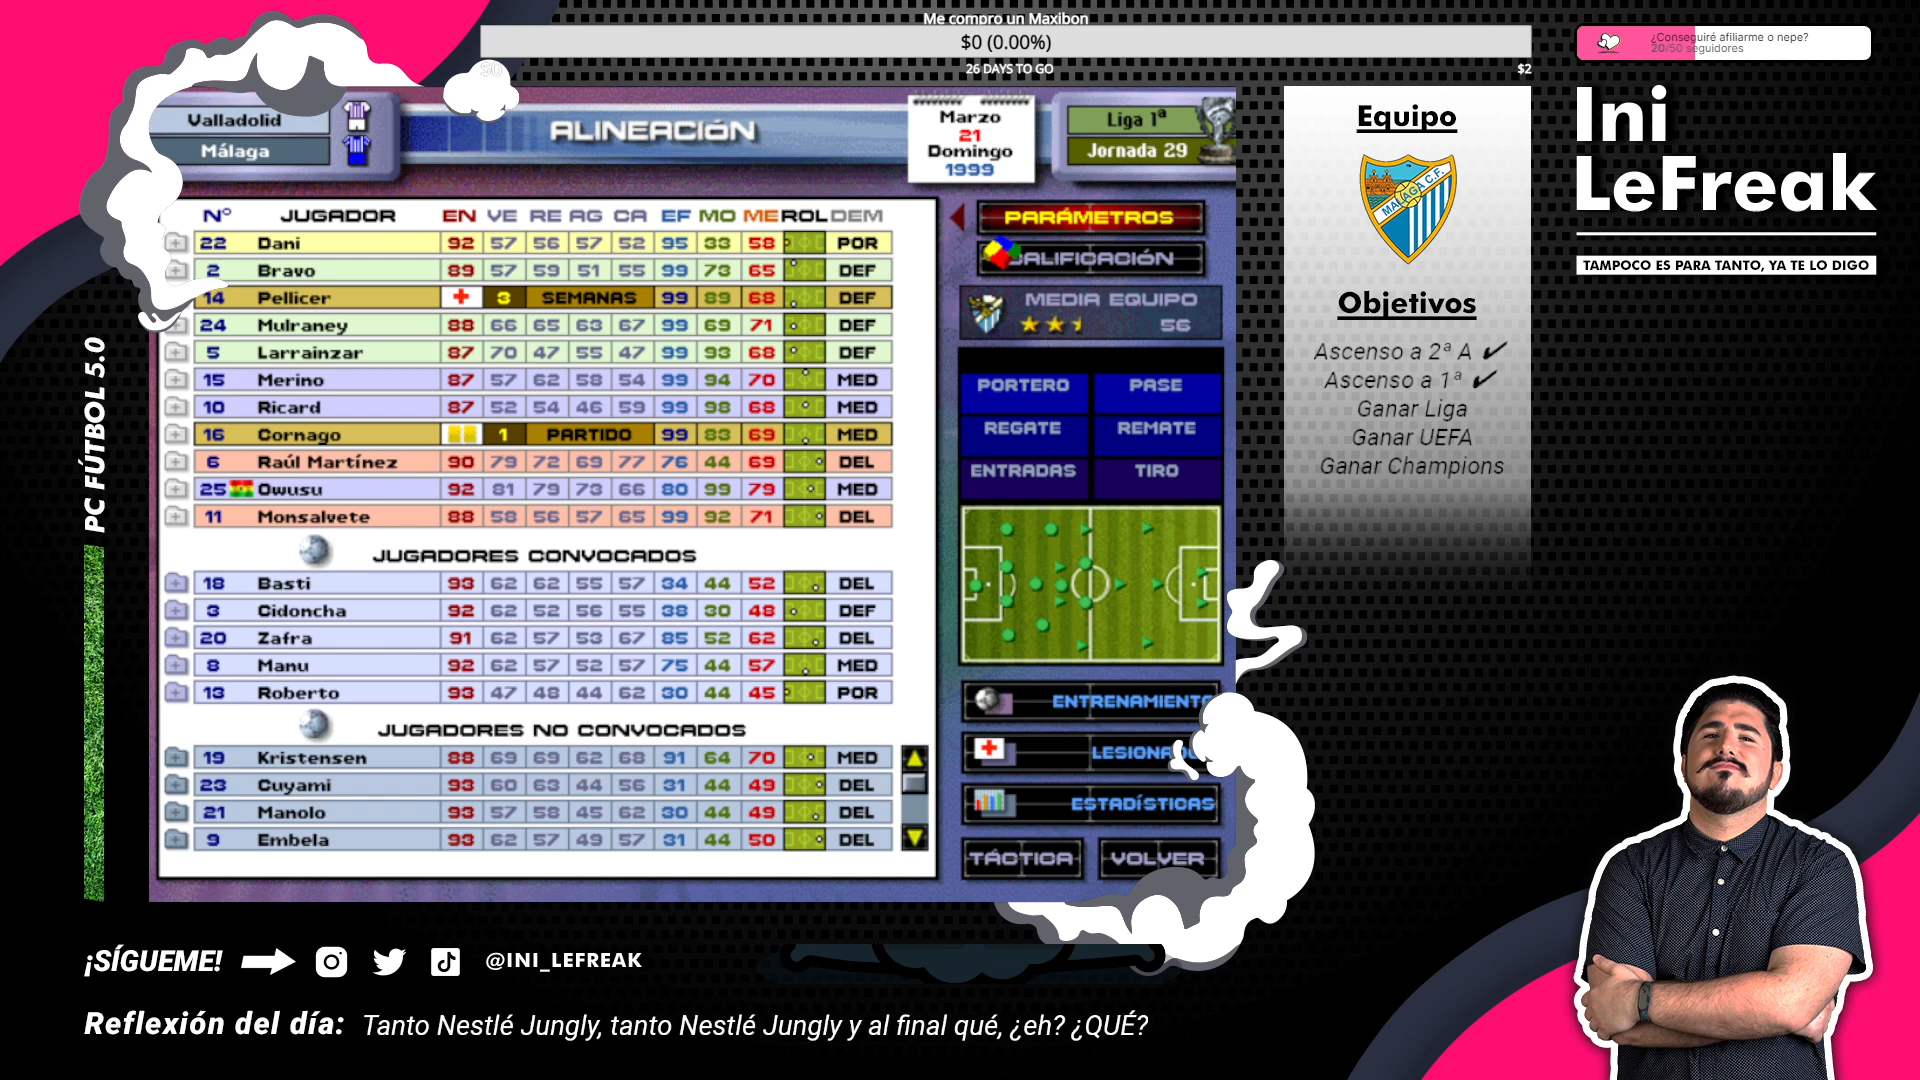 Me compro un Maxibon
$0 (0.00%)
$0
26 DAYS TO GO
$2
¿Conseguiré afiliarme o nepe?
20/50 seguidores
Ini
LeFreak
TAMPOCO ES PARA TANTO, YA TE LO DIGO
Valladolid
Málaga
ALINEACIÓN
Marzo
21
Domingo
1999
Liga 1ª
Jornada 29
Nº JUGADOR EN VE RE AG CA EF MO ME ROL DEM
22 Dani 92 57 56 57 52 95 33 58 POR
2 Bravo 89 57 59 51 55 99 73 65 DEF
14 Pellicer 3 SEMANAS 99 89 68 DEF
24 Mulraney 88 66 65 63 67 99 69 71 DEF
5 Larrainzar 87 70 47 55 47 99 93 68 DEF
15 Merino 87 57 62 58 54 99 94 70 MED
10 Ricard 87 52 54 46 59 99 98 68 MED
16 Cornago 1 PARTIDO 99 83 69 MED
6 Raúl Martínez 90 79 72 69 77 76 44 69 DEL
25 Owusu 92 81 79 73 66 80 99 79 MED
11 Monsalvete 88 58 56 57 65 99 92 71 DEL
JUGADORES CONVOCADOS
18 Basti 93 62 62 55 57 34 44 52 DEL
3 Cidoncha 92 62 52 56 55 38 30 48 DEF
20 Zafra 91 62 57 53 67 85 52 62 DEL
8 Manu 92 62 57 52 57 75 44 57 MED
13 Roberto 93 47 48 44 62 30 44 45 POR
JUGADORES NO CONVOCADOS
19 Kristensen 88 69 69 62 68 91 64 70 MED
23 Cuyami 93 60 63 44 56 31 44 49 DEL
21 Manolo 93 57 58 45 62 30 44 49 DEL
9 Embela 93 62 57 49 57 31 44 50 DEL
PARÁMETROS
CALIFICACIÓN
MEDIA EQUIPO
56
PORTERO PASE
REGATE REMATE
ENTRADAS TIRO
ENTRENAMIENTO
LESIONADOS
ESTADÍSTICAS
TÁCTICA VOLVER
Equipo
MALAGA C.F.
Objetivos
Ascenso a 2ª A ✔
Ascenso a 1ª ✔
Ganar Liga
Ganar UEFA
Ganar Champions
PC FÚTBOL 5.0
¡SÍGUEME! @INI_LEFREAK
Reflexión del día: Tanto Nestlé Jungly, tanto Nestlé Jungly y al final qué, ¿eh? ¿QUÉ?